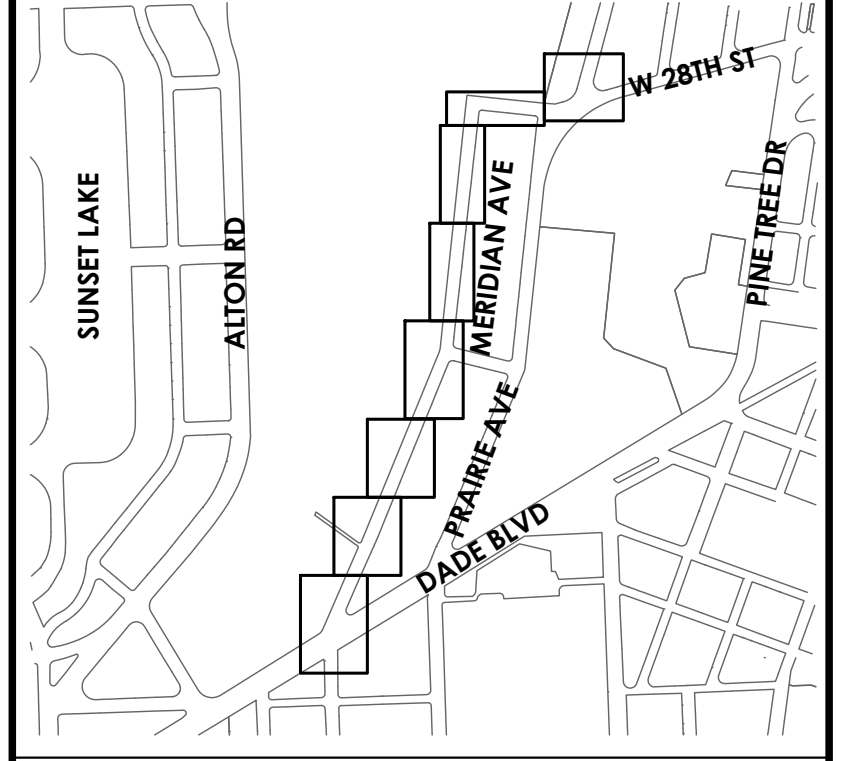 W 28TH ST
SUNSET LAKE
ALTON RD
MERIDIAN AVE
PINE TREE DR
PRAIRIE AVE
DADE BLVD